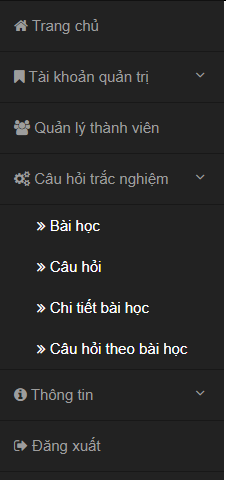 Trang chủ
Tài khoản quản trị
Quản lý thành viên
Câu hỏi trắc nghiệm
Bài học
Câu hỏi
Chi tiết bài học
Câu hỏi theo bài học
Thông tin
Đăng xuất